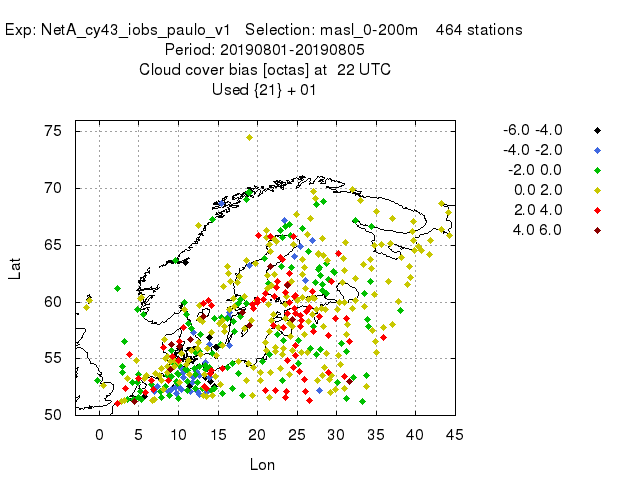 Exp: NetA_cy43_iobs_paulo_v1 Selection: masl_0-200m 464 stations
Period: 20190801-20190805
Cloud cover bias [octas] at 22 UTC
Used {21} + 01
-6.0 -4.0
-4.0 -2.0
-2.0 0.0
0.0 2.0
2.0 4.0
4.0 6.0
75
70
65
60
55
50
Lat
0 5 10 15 20 25 30 35 40 45
Lon